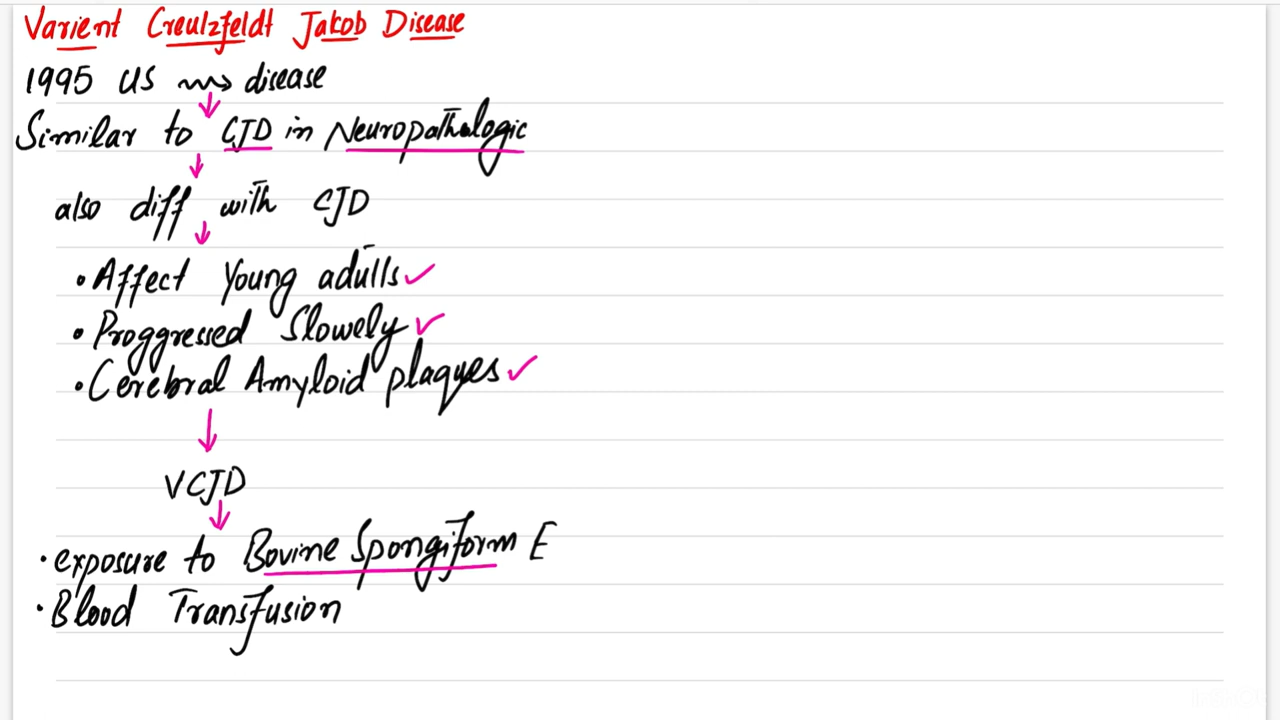 Varient Creulzfeldt Jakob Disease
1995 US → disease
Similar to CJD in Neuropathologic
also diff with CJD
• Affect Young adults ✓
• Proggressed Slowely ✓
• Cerebral Amyloid plaques ✓
VCJD
• exposure to Bovine Spongiform E
• Blood Transfusion